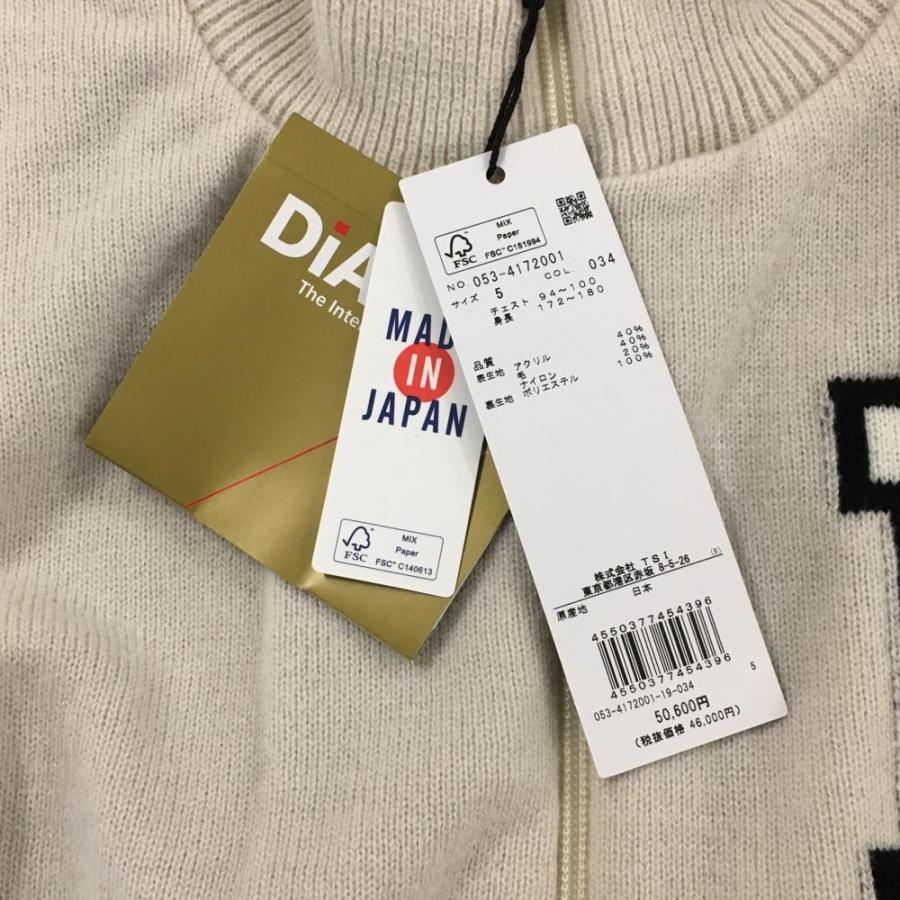 DiA
The Inte
MAD
IN
JAPAN
FSC
MIX
Paper
FSC™ C140613
FSC
MIX
Paper
FSC™ C151994
NO. 053-4172001
サイズ 5 COL. 034
チェスト 94～100
身長 172～180
品質
表生地 アクリル 40%
毛 40%
ナイロン 20%
裏生地 ポリエステル 100%
株式会社 TSI
東京都港区赤坂 8-5-26 (9)
原産地 日本
4550377454396
4550377454396
053-4172001-19-034 5
50,600円
(税抜価格 46,000円)